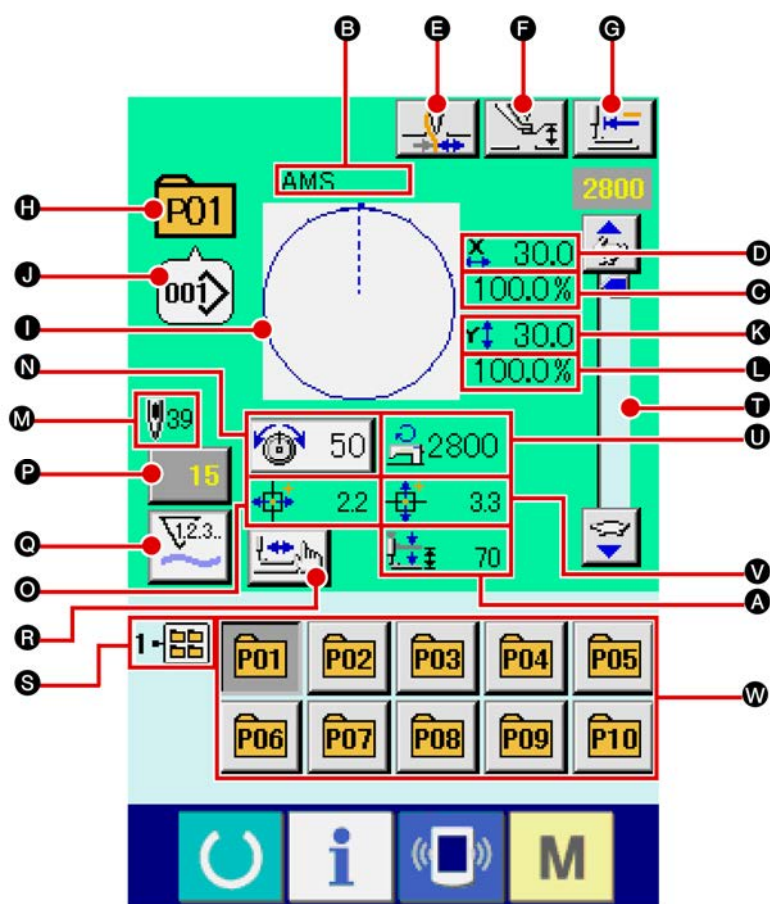 B E F G
AMS
2800
H P01
J 001
I
X 30.0 D
100.0% C
Y 30.0 K
100.0% L
N
M 39
T
50 2800 U
P 15
2.2 3.3
Q 1.2.3..
O V
70
R A
S 1
P01 P02 P03 P04 P05
W
P06 P07 P08 P09 P10
i M